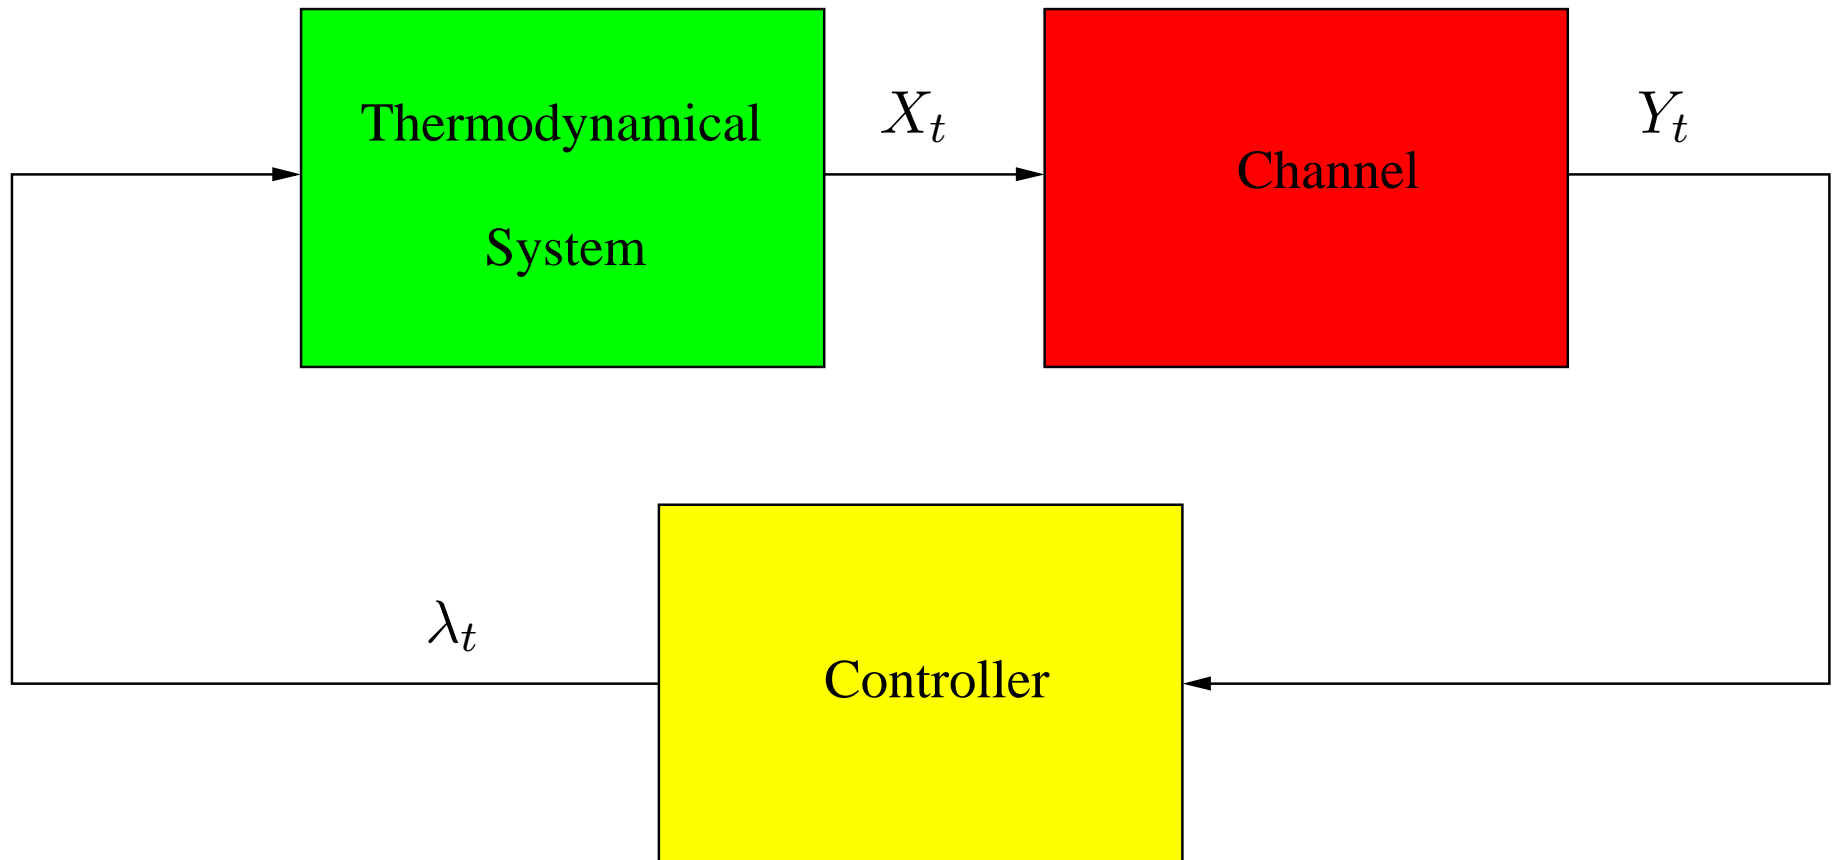 Thermodynamical
System
X_t
Channel
Y_t
λ_t
Controller